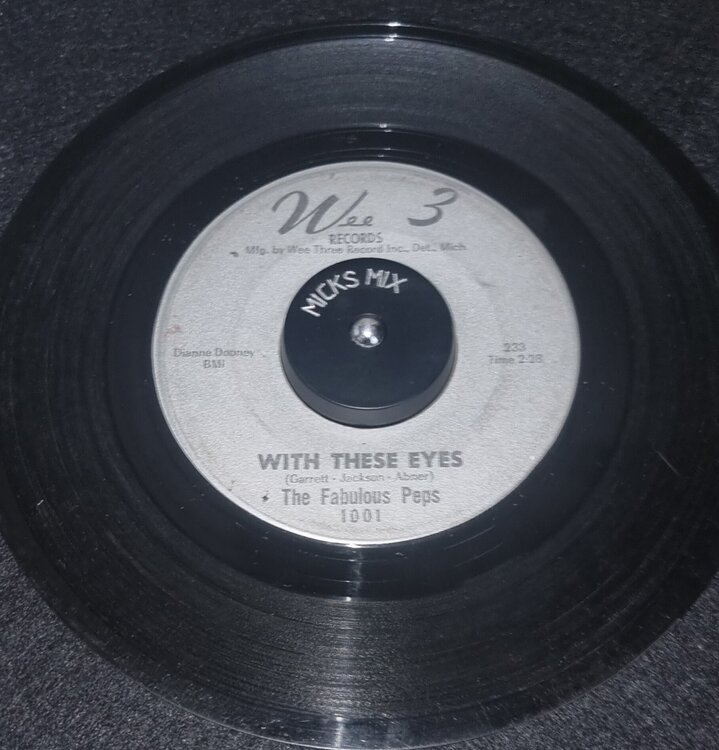 Wee 3
RECORDS
Mfg. by Wee Three Record Inc., Det., Mich.
MICKS MIX
Dianne Dooney
BMI
233
Time 2:28
WITH THESE EYES
(Garrett - Jackson - Abner)
The Fabulous Peps
1001